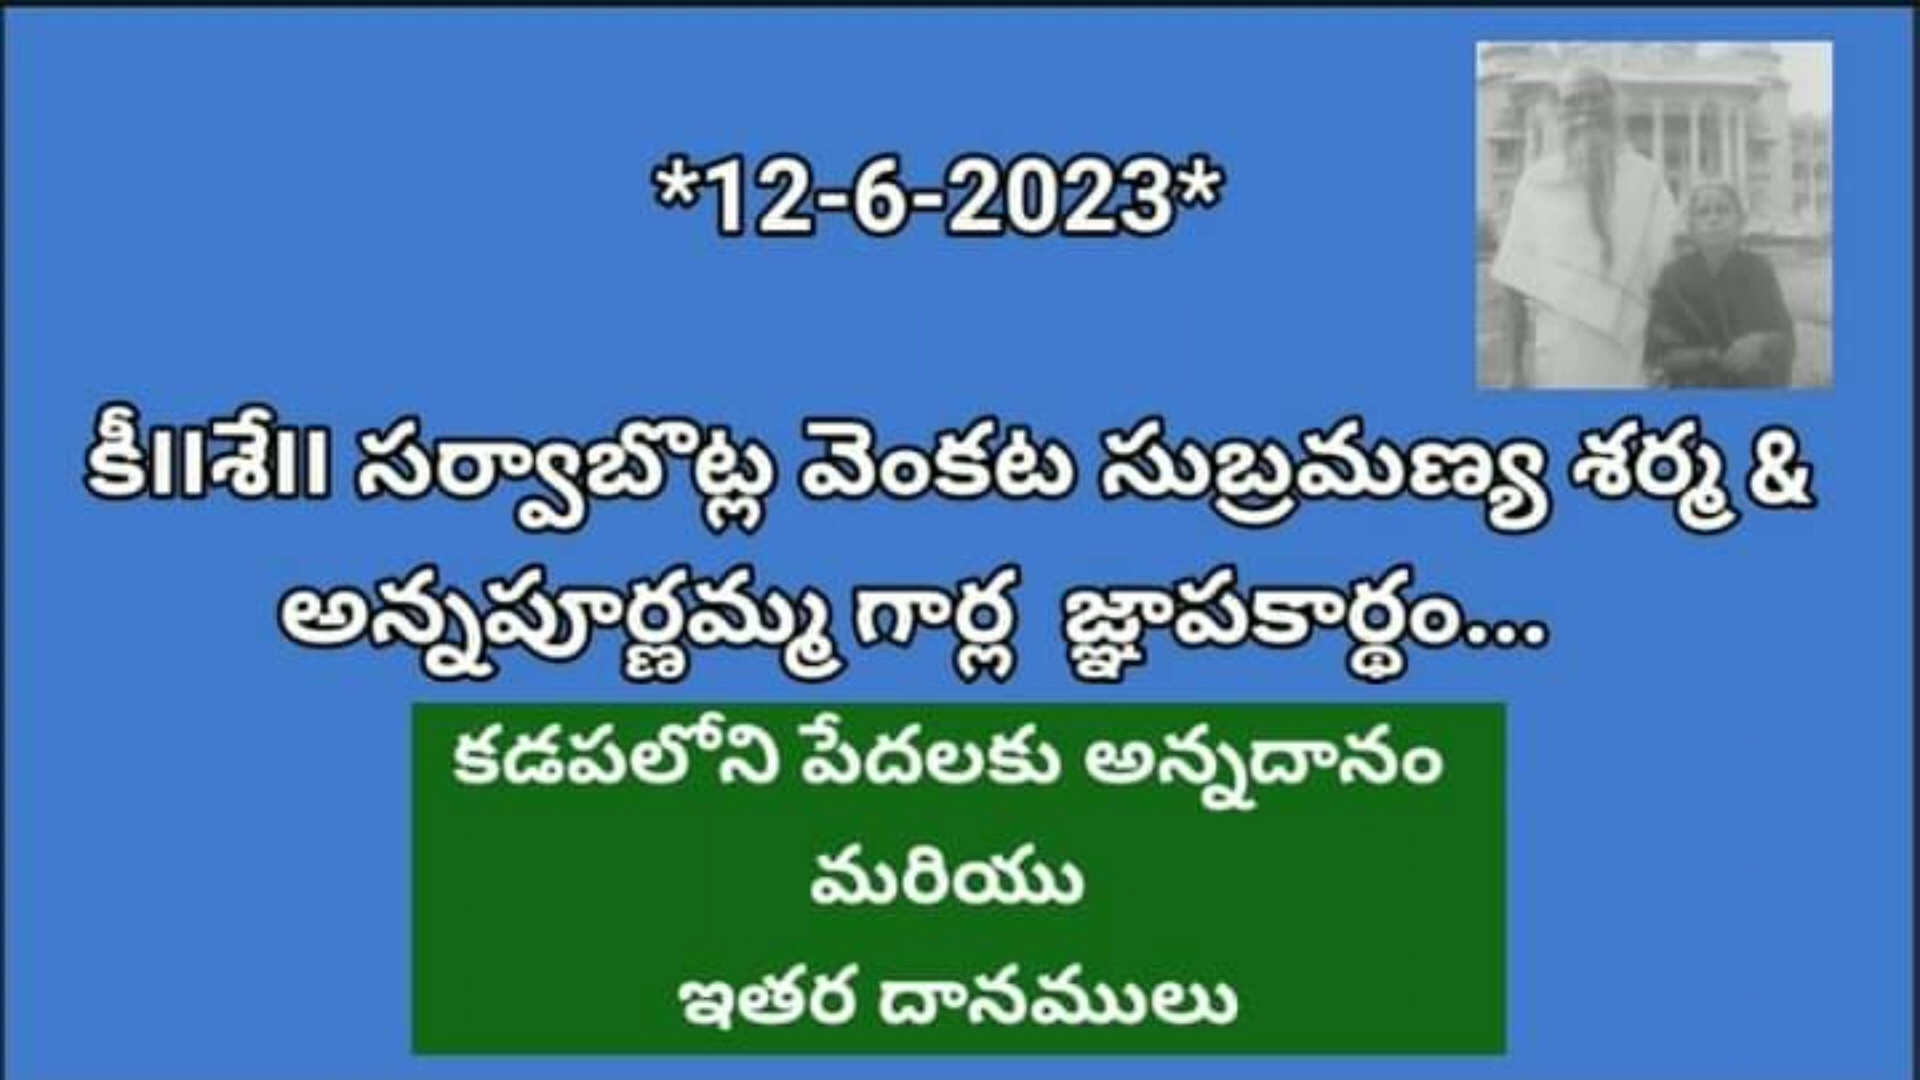 *12-6-2023*
కీ||శే|| సర్వాబొట్ల వెంకట సుబ్రమణ్య శర్మ &
అన్నపూర్ణమ్మ గార్ల జ్ఞాపకార్థం...
కడపలోని పేదలకు అన్నదానం
మరియు
ఇతర దానములు